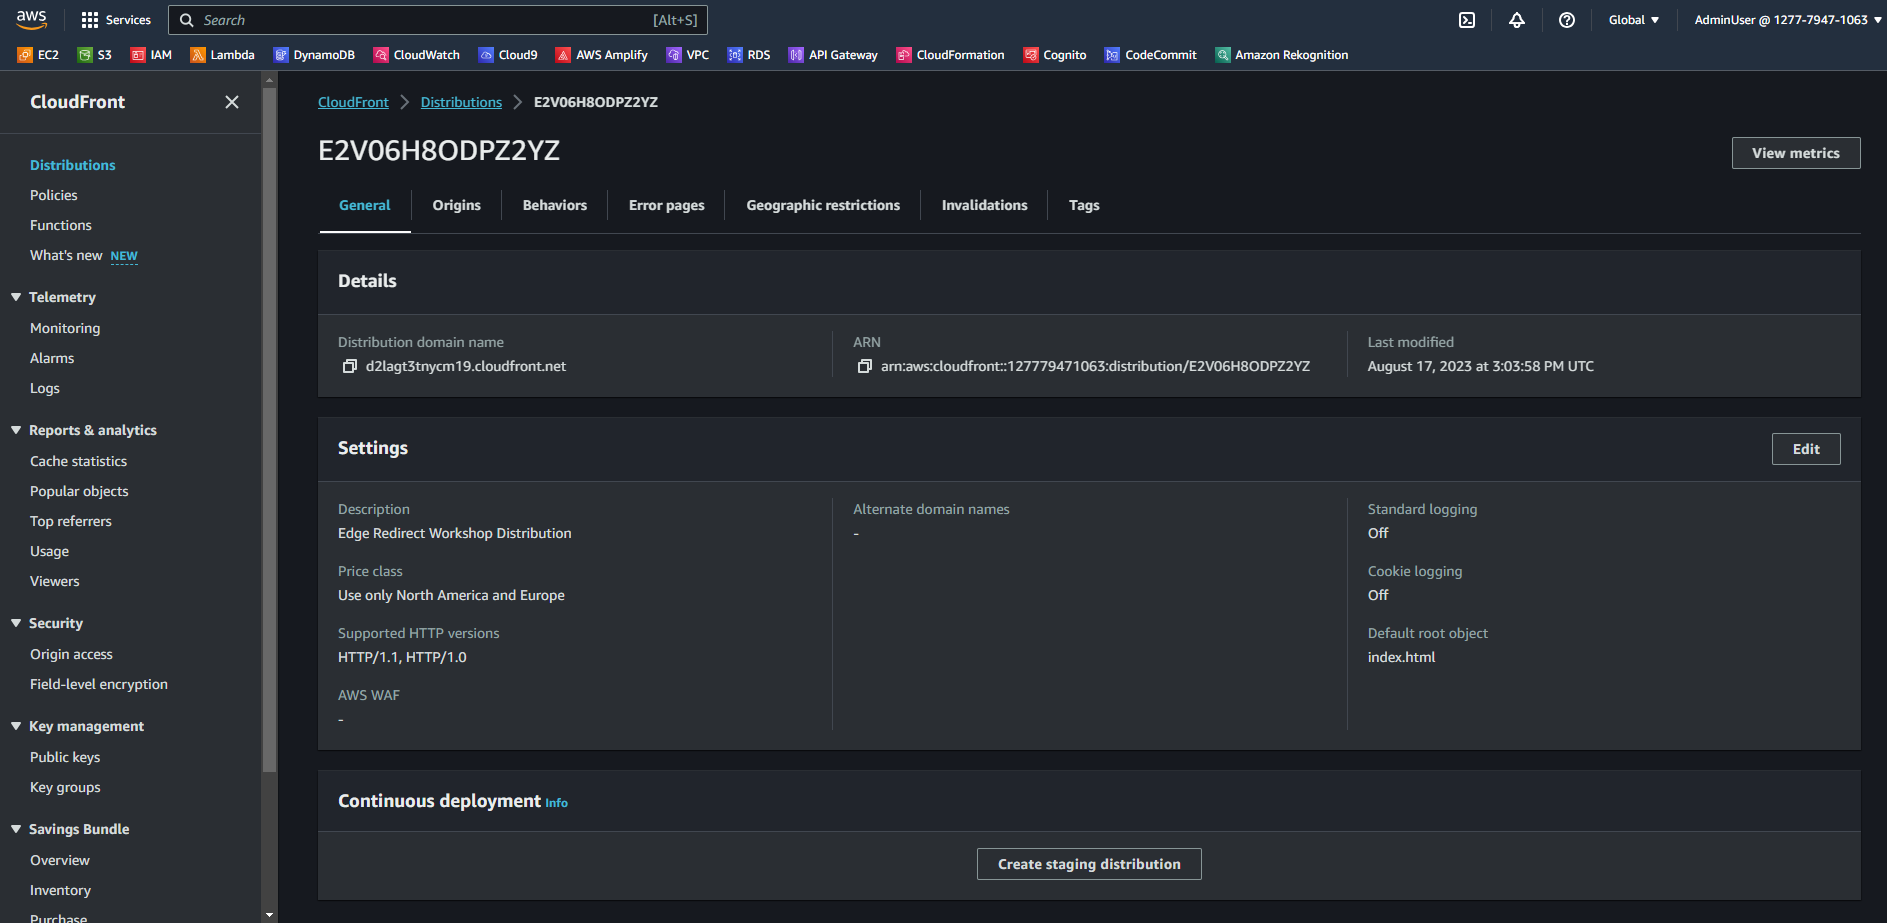 aws
Services
Search [Alt+S]
Global
AdminUser @ 1277-7947-1063
EC2 S3 IAM Lambda DynamoDB CloudWatch Cloud9 AWS Amplify VPC RDS API Gateway CloudFormation Cognito CodeCommit Amazon Rekognition
CloudFront
Distributions
Policies
Functions
What's new NEW
Telemetry
Monitoring
Alarms
Logs
Reports & analytics
Cache statistics
Popular objects
Top referrers
Usage
Viewers
Security
Origin access
Field-level encryption
Key management
Public keys
Key groups
Savings Bundle
Overview
Inventory
Purchase
CloudFront > Distributions > E2V06H8ODPZ2YZ
E2V06H8ODPZ2YZ
View metrics
General Origins Behaviors Error pages Geographic restrictions Invalidations Tags
Details
Distribution domain name
d2lagt3tnycm19.cloudfront.net
ARN
arn:aws:cloudfront::127779471063:distribution/E2V06H8ODPZ2YZ
Last modified
August 17, 2023 at 3:03:58 PM UTC
Settings
Edit
Description
Edge Redirect Workshop Distribution
Price class
Use only North America and Europe
Supported HTTP versions
HTTP/1.1, HTTP/1.0
AWS WAF
-
Alternate domain names
-
Standard logging
Off
Cookie logging
Off
Default root object
index.html
Continuous deployment Info
Create staging distribution